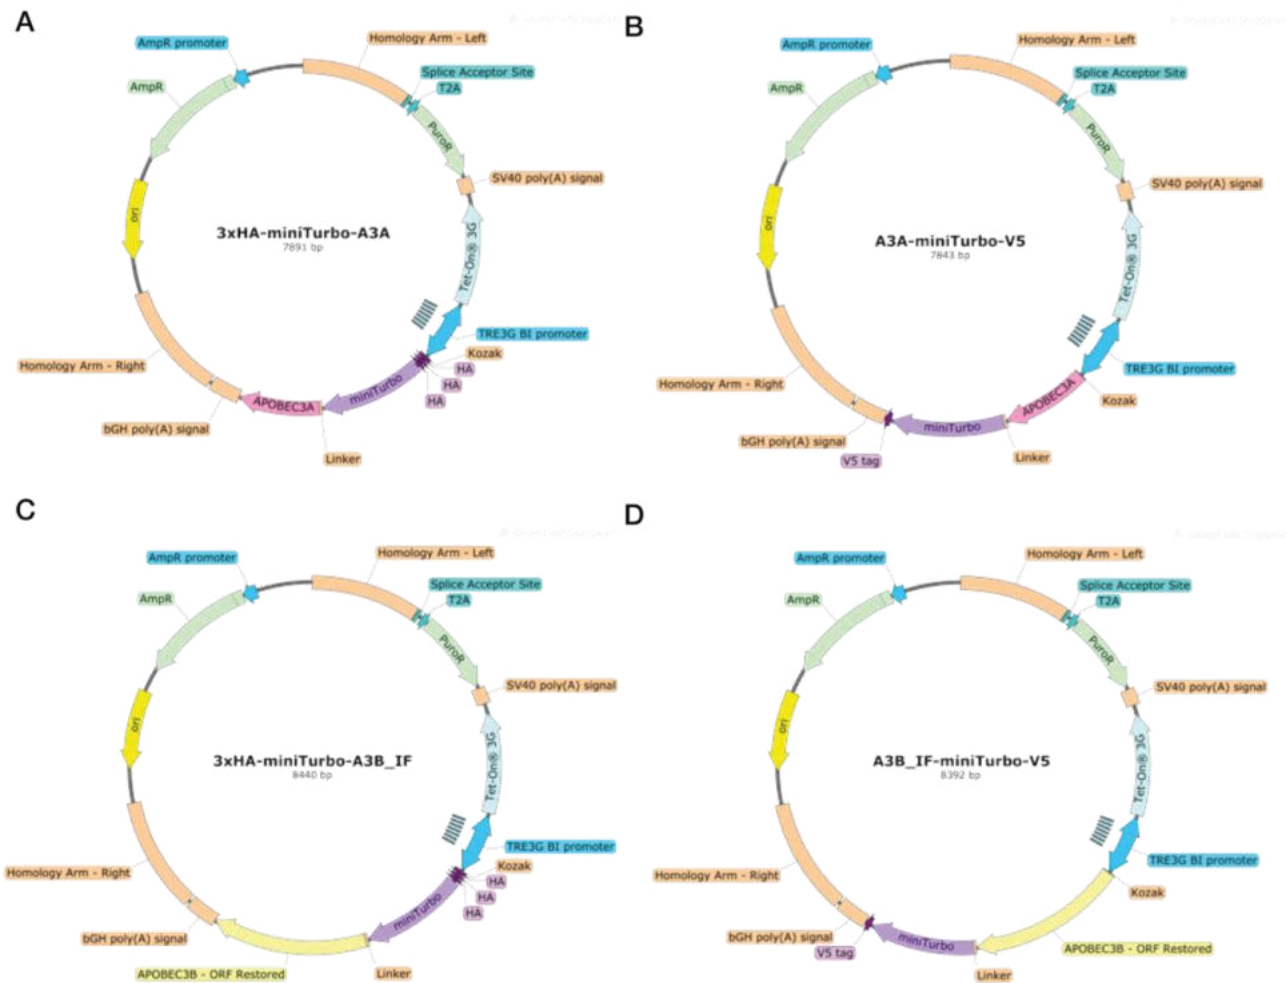 A
AmpR promoter
Homology Arm - Left
Splice Acceptor Site
T2A
AmpR
PuroR
SV40 poly(A) signal
ori
3xHA-miniTurbo-A3A
7891 bp
Tet-On® 3G
TRE3G BI promoter
Kozak
HA
HA
HA
miniTurbo
Homology Arm - Right
APOBEC3A
bGH poly(A) signal
Linker
B
AmpR promoter
Homology Arm - Left
Splice Acceptor Site
T2A
AmpR
PuroR
SV40 poly(A) signal
ori
A3A-miniTurbo-V5
7843 bp
Tet-On® 3G
TRE3G BI promoter
Kozak
APOBEC3A
Homology Arm - Right
miniTurbo
bGH poly(A) signal
V5 tag
Linker
C
AmpR promoter
Homology Arm - Left
Splice Acceptor Site
T2A
AmpR
PuroR
SV40 poly(A) signal
ori
3xHA-miniTurbo-A3B_IF
8440 bp
Tet-On® 3G
TRE3G BI promoter
Kozak
HA
HA
HA
miniTurbo
Homology Arm - Right
bGH poly(A) signal
APOBEC3B - ORF Restored
Linker
D
AmpR promoter
Homology Arm - Left
Splice Acceptor Site
T2A
AmpR
PuroR
SV40 poly(A) signal
ori
A3B_IF-miniTurbo-V5
8392 bp
Tet-On® 3G
TRE3G BI promoter
Kozak
Homology Arm - Right
bGH poly(A) signal
V5 tag
miniTurbo
APOBEC3B - ORF Restored
Linker